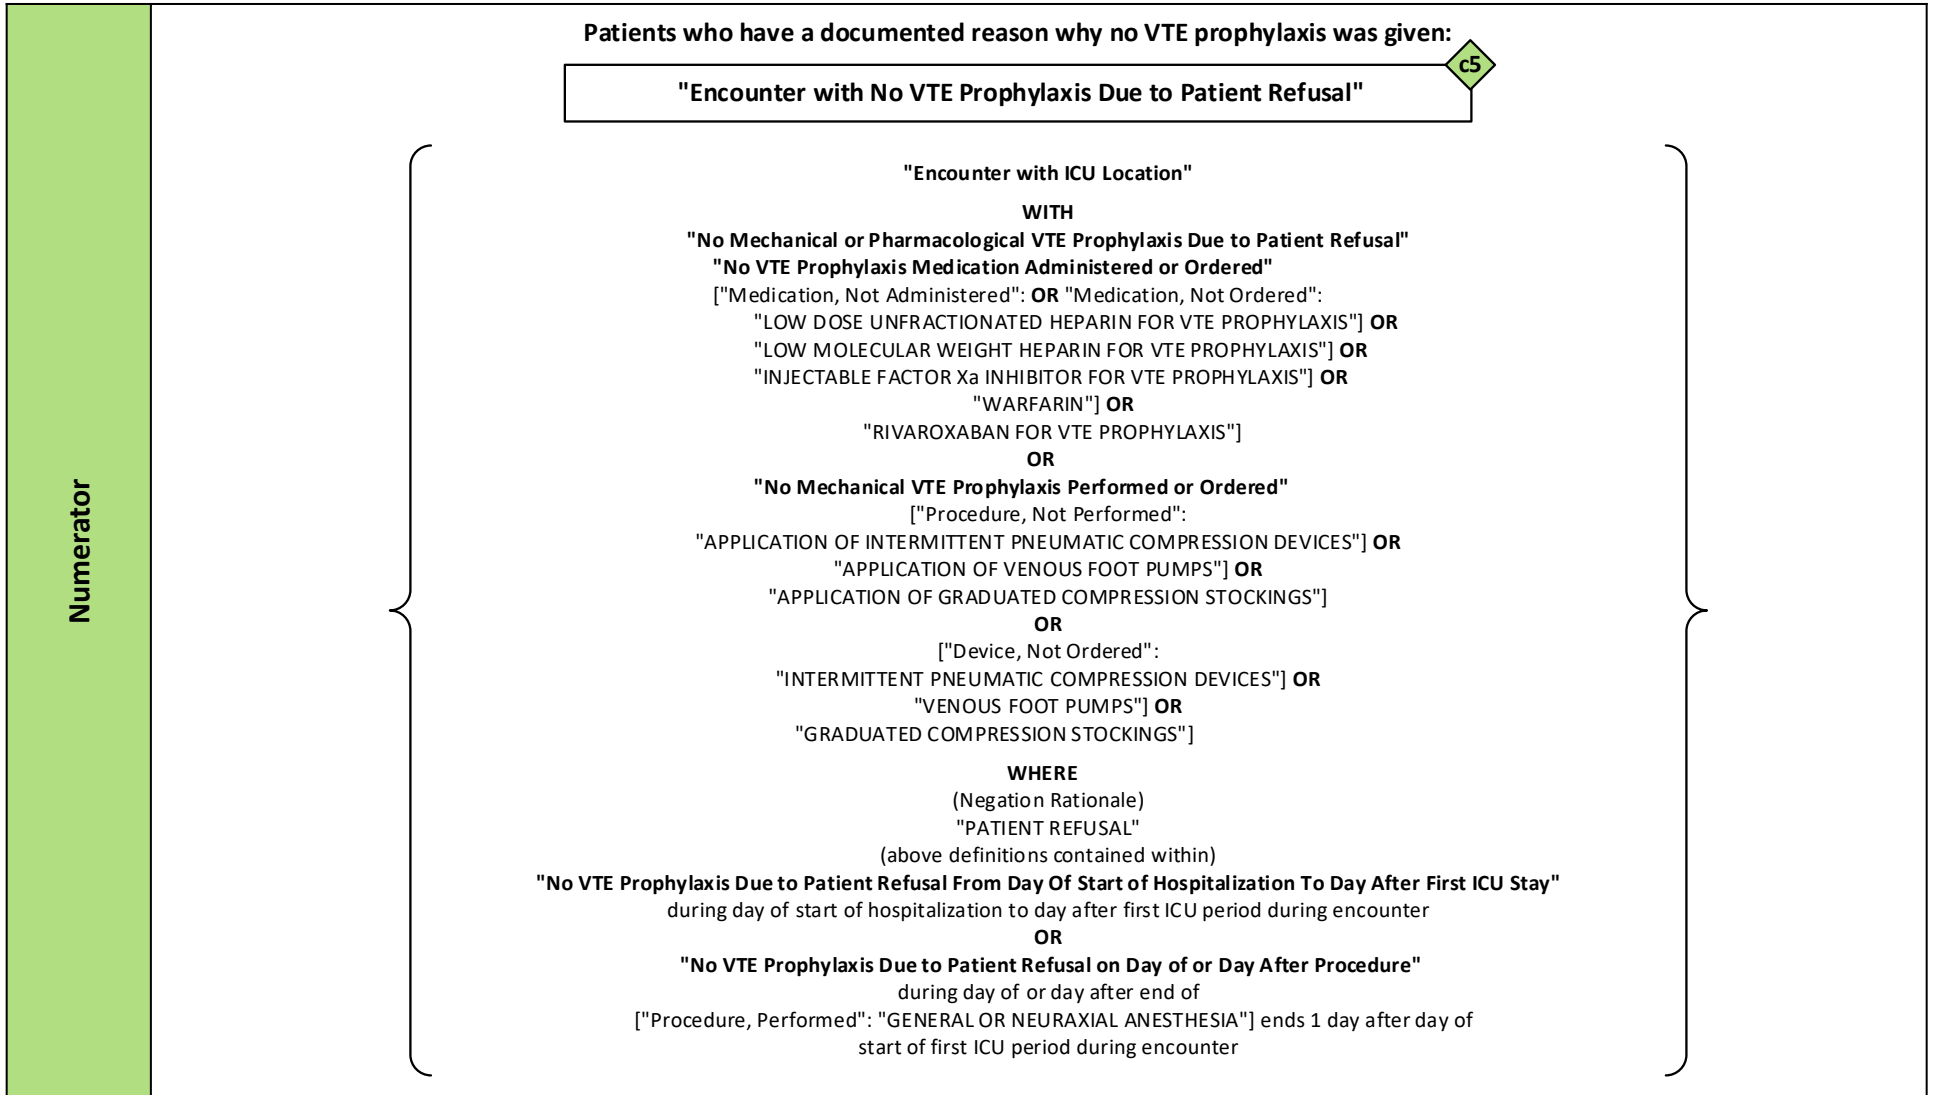 Patients who have a documented reason why no VTE prophylaxis was given:
c5
"Encounter with No VTE Prophylaxis Due to Patient Refusal"
"Encounter with ICU Location"
WITH
"No Mechanical or Pharmacological VTE Prophylaxis Due to Patient Refusal"
"No VTE Prophylaxis Medication Administered or Ordered"
["Medication, Not Administered": OR "Medication, Not Ordered":
"LOW DOSE UNFRACTIONATED HEPARIN FOR VTE PROPHYLAXIS"] OR
"LOW MOLECULAR WEIGHT HEPARIN FOR VTE PROPHYLAXIS"] OR
"INJECTABLE FACTOR Xa INHIBITOR FOR VTE PROPHYLAXIS"] OR
"WARFARIN"] OR
"RIVAROXABAN FOR VTE PROPHYLAXIS"]
OR
"No Mechanical VTE Prophylaxis Performed or Ordered"
["Procedure, Not Performed":
"APPLICATION OF INTERMITTENT PNEUMATIC COMPRESSION DEVICES"] OR
"APPLICATION OF VENOUS FOOT PUMPS"] OR
"APPLICATION OF GRADUATED COMPRESSION STOCKINGS"]
OR
["Device, Not Ordered":
"INTERMITTENT PNEUMATIC COMPRESSION DEVICES"] OR
"VENOUS FOOT PUMPS"] OR
"GRADUATED COMPRESSION STOCKINGS"]
WHERE
(Negation Rationale)
"PATIENT REFUSAL"
(above definitions contained within)
"No VTE Prophylaxis Due to Patient Refusal From Day Of Start of Hospitalization To Day After First ICU Stay"
during day of start of hospitalization to day after first ICU period during encounter
OR
"No VTE Prophylaxis Due to Patient Refusal on Day of or Day After Procedure"
during day of or day after end of
["Procedure, Performed": "GENERAL OR NEURAXIAL ANESTHESIA"] ends 1 day after day of
start of first ICU period during encounter
Numerator